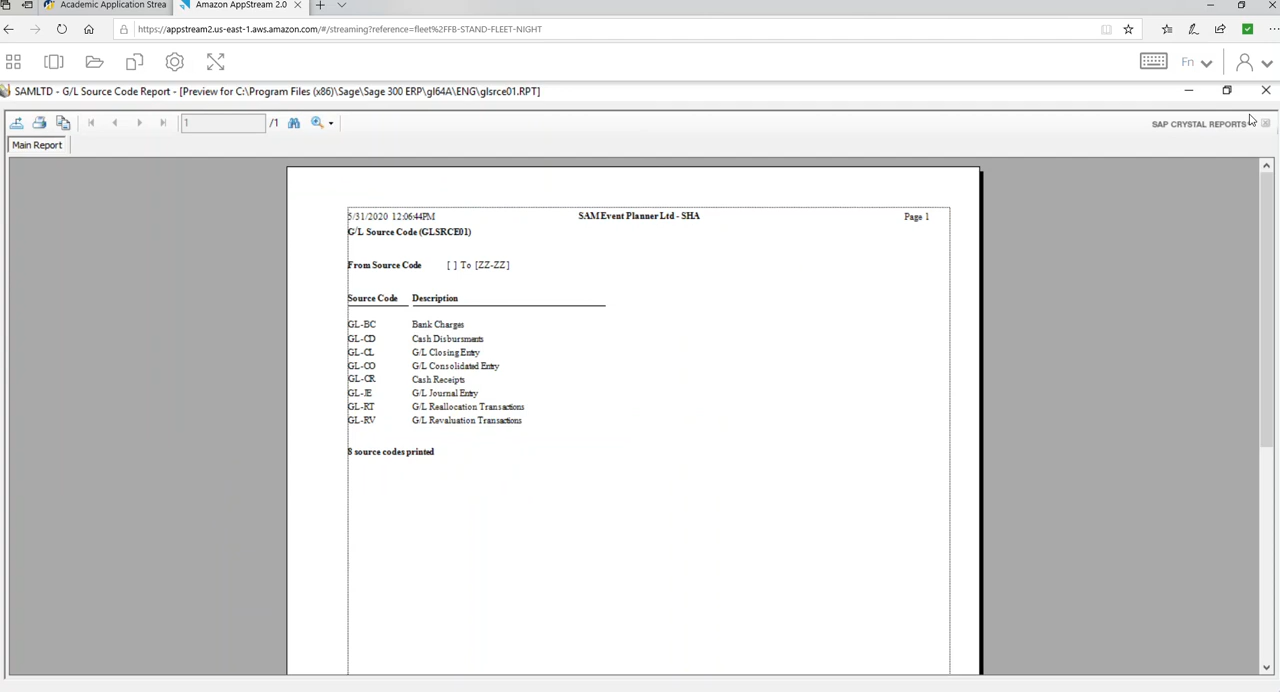 Academic Application Strea
Amazon AppStream 2.0
https://appstream2.us-east-1.aws.amazon.com/#/streaming?reference=fleet%2FFB-STAND-FLEET-NIGHT
Fn
SAMLTD - G/L Source Code Report - [Preview for C:\Program Files (x86)\Sage\Sage 300 ERP\gl64A\ENG\glsrce01.RPT]
1 /1
SAP CRYSTAL REPORTS
Main Report
5/31/2020 12:06:44PM SAM Event Planner Ltd - SHA Page 1
G/L Source Code (GLSRCE01)
From Source Code [ ] To [ZZ-ZZ]
Source Code Description
GL-BC Bank Charges
GL-CD Cash Disbursments
GL-CL G/L Closing Entry
GL-CO G/L Consolidated Entry
GL-CR Cash Receipts
GL-JE G/L Journal Entry
GL-RT G/L Reallocation Transactions
GL-RV G/L Revaluation Transactions
8 source codes printed